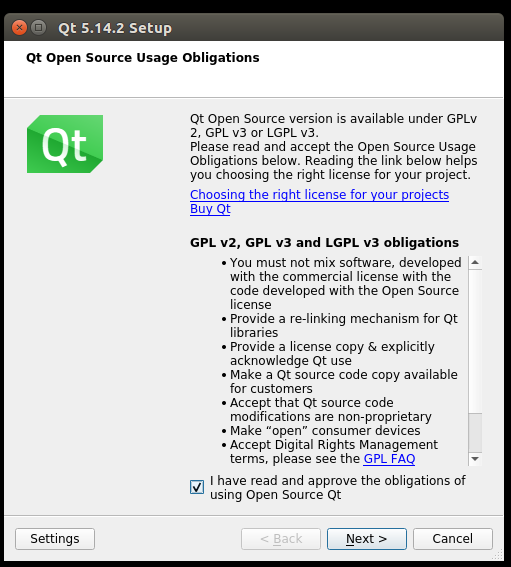 Qt 5.14.2 Setup
Qt Open Source Usage Obligations
Qt
Qt Open Source version is available under GPLv
2, GPL v3 or LGPL v3.
Please read and accept the Open Source Usage
Obligations below. Reading the link below helps
you choosing the right license for your project.
Choosing the right license for your projects
Buy Qt
GPL v2, GPL v3 and LGPL v3 obligations
• You must not mix software, developed
with the commercial license with the
code developed with the Open Source
license
• Provide a re-linking mechanism for Qt
libraries
• Provide a license copy & explicitly
acknowledge Qt use
• Make a Qt source code copy available
for customers
• Accept that Qt source code
modifications are non-proprietary
• Make “open” consumer devices
• Accept Digital Rights Management
terms, please see the GPL FAQ
I have read and approve the obligations of
using Open Source Qt
Settings
< Back
Next >
Cancel